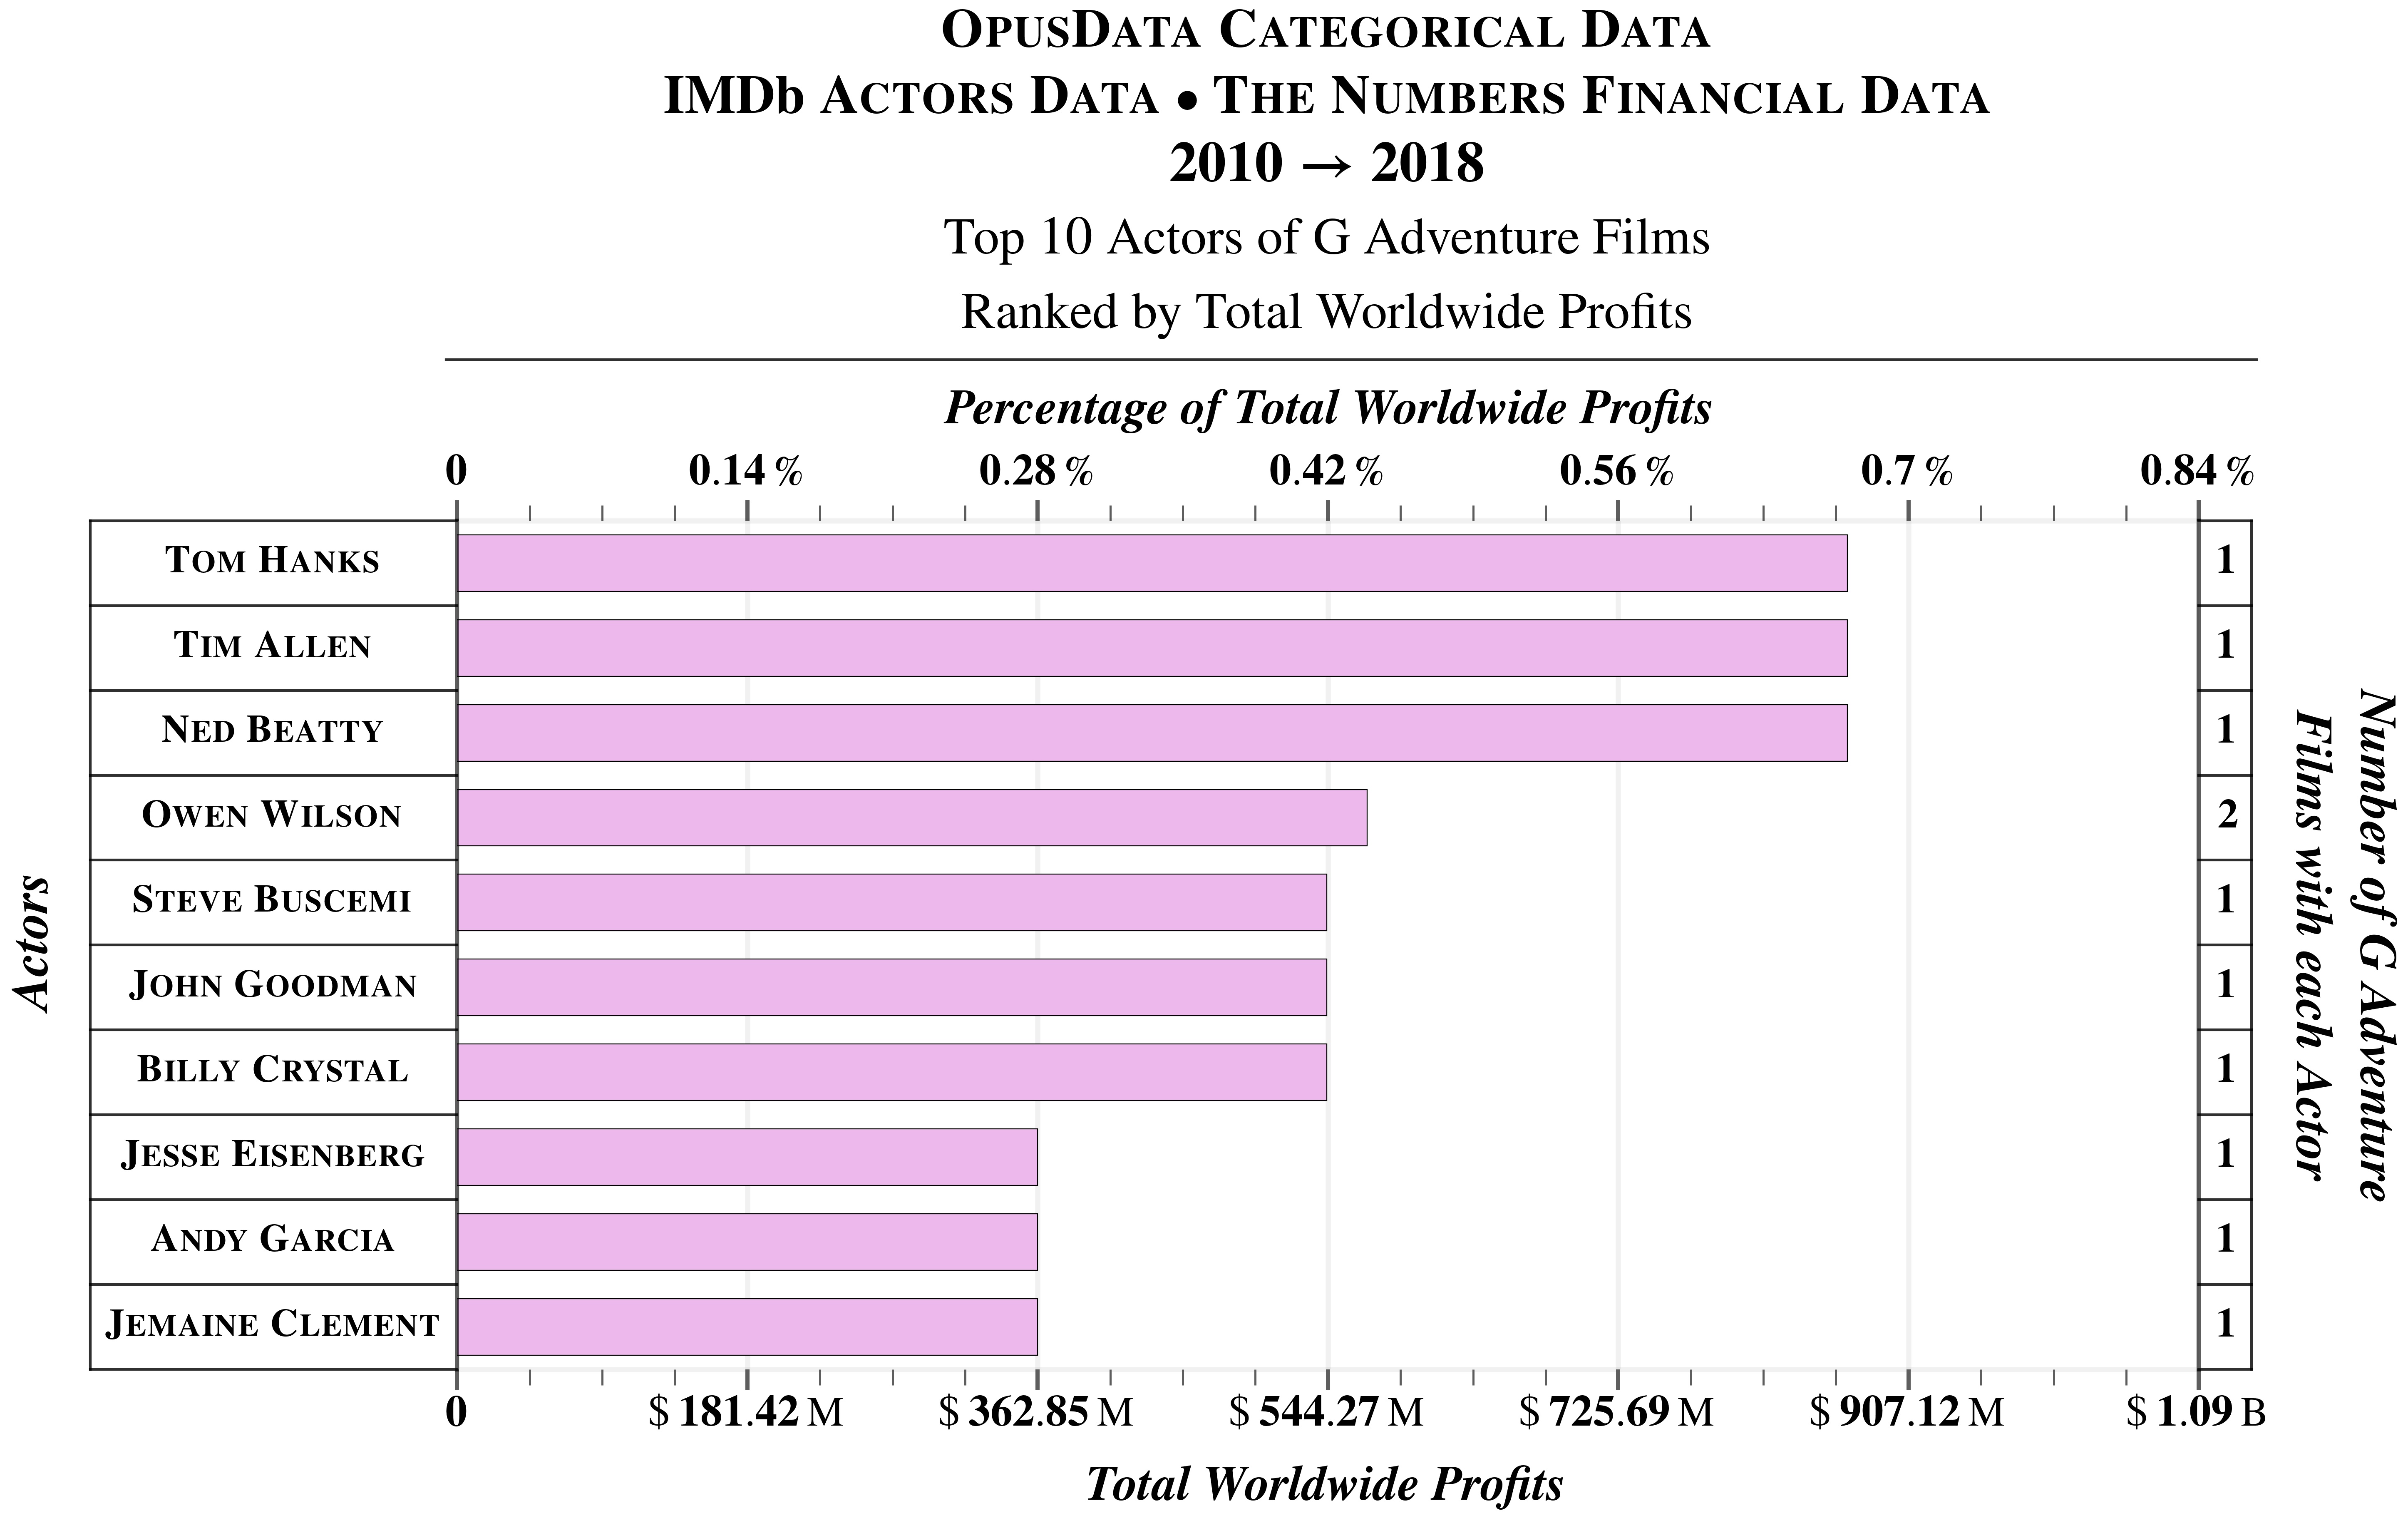 OpusData Categorical Data
IMDb Actors Data • The Numbers Financial Data
2010 → 2018
Top 10 Actors of G Adventure Films
Ranked by Total Worldwide Profits
Percentage of Total Worldwide Profits
0 0.14 % 0.28 % 0.42 % 0.56 % 0.7 % 0.84 %
Tom Hanks 1
Tim Allen 1
Ned Beatty 1
Owen Wilson 2
Steve Buscemi 1
John Goodman 1
Billy Crystal 1
Jesse Eisenberg 1
Andy Garcia 1
Jemaine Clement 1
Actors
Number of G Adventure
Films with each Actor
0 $ 181.42 M $ 362.85 M $ 544.27 M $ 725.69 M $ 907.12 M $ 1.09 B
Total Worldwide Profits